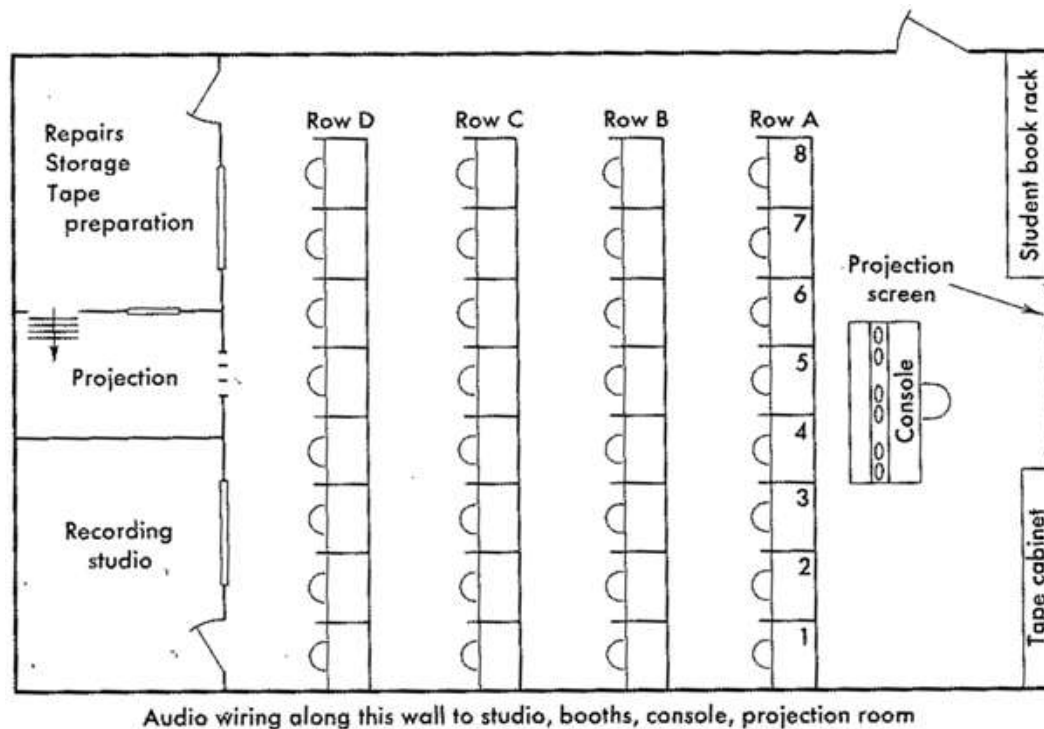 Repairs
Storage
Tape
preparation
Projection
Recording
studio
Row D
Row C
Row B
Row A
8
7
6
5
4
3
2
1
Student book rack
Projection
screen
Console
Tape cabinet
Audio wiring along this wall to studio, booths, console, projection room